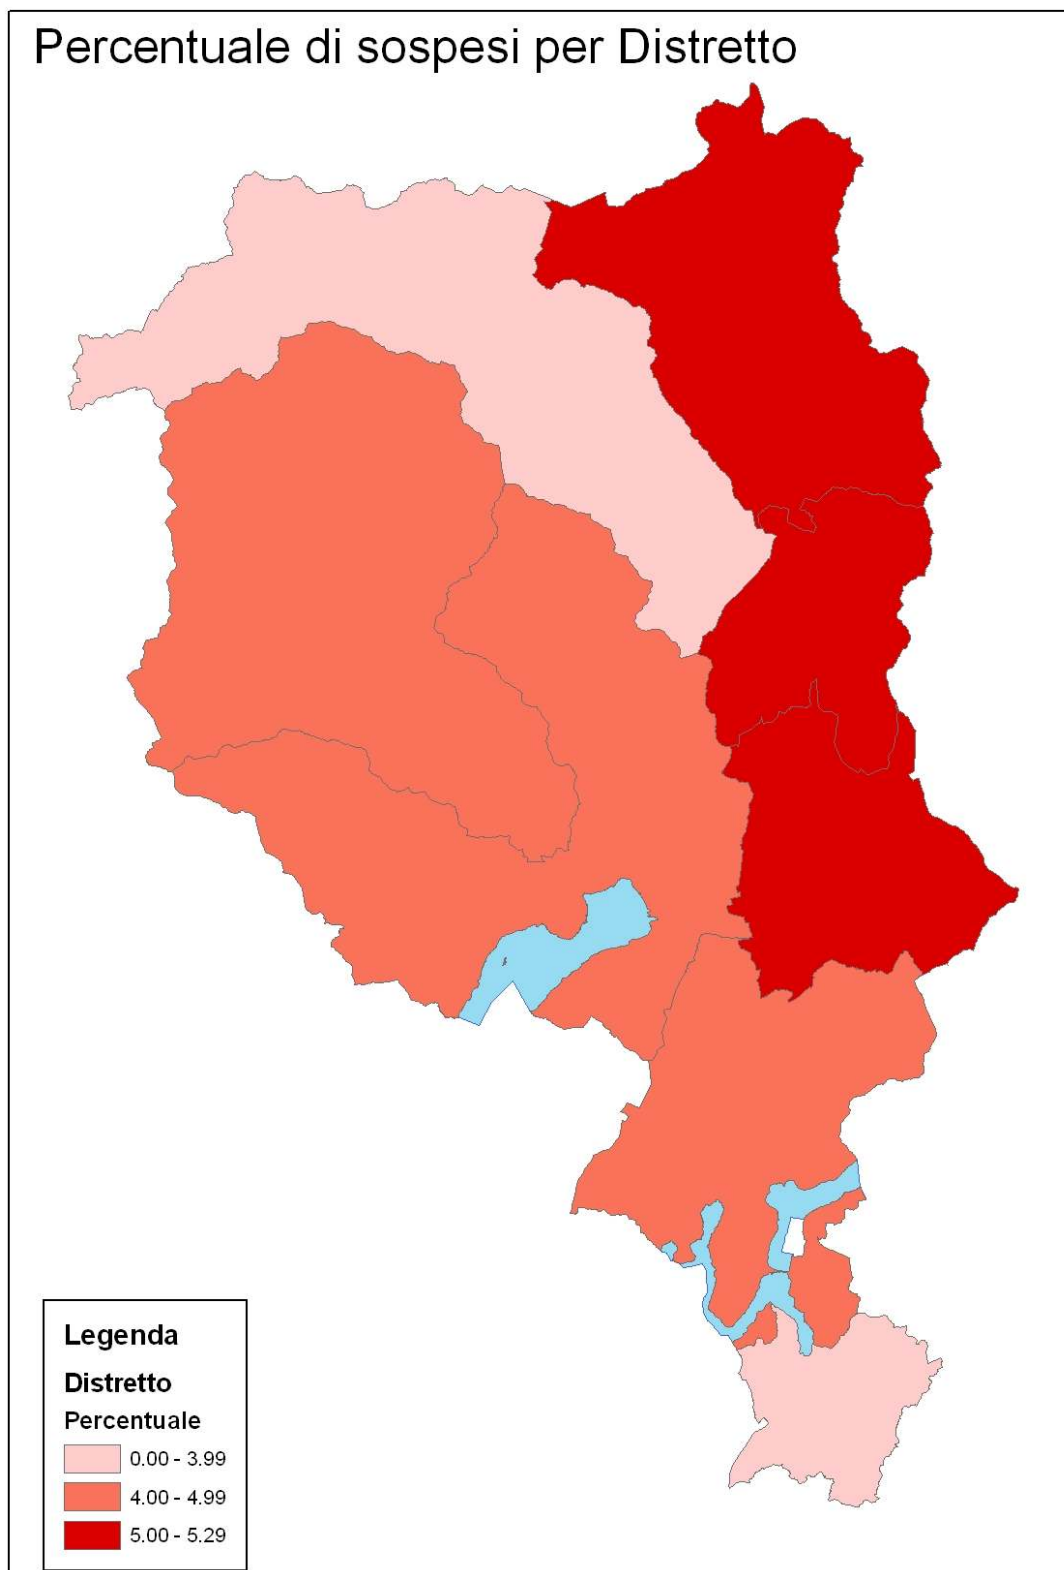 Percentuale di sospesi per Distretto
Legenda
Distretto
Percentuale
0.00 - 3.99
4.00 - 4.99
5.00 - 5.29